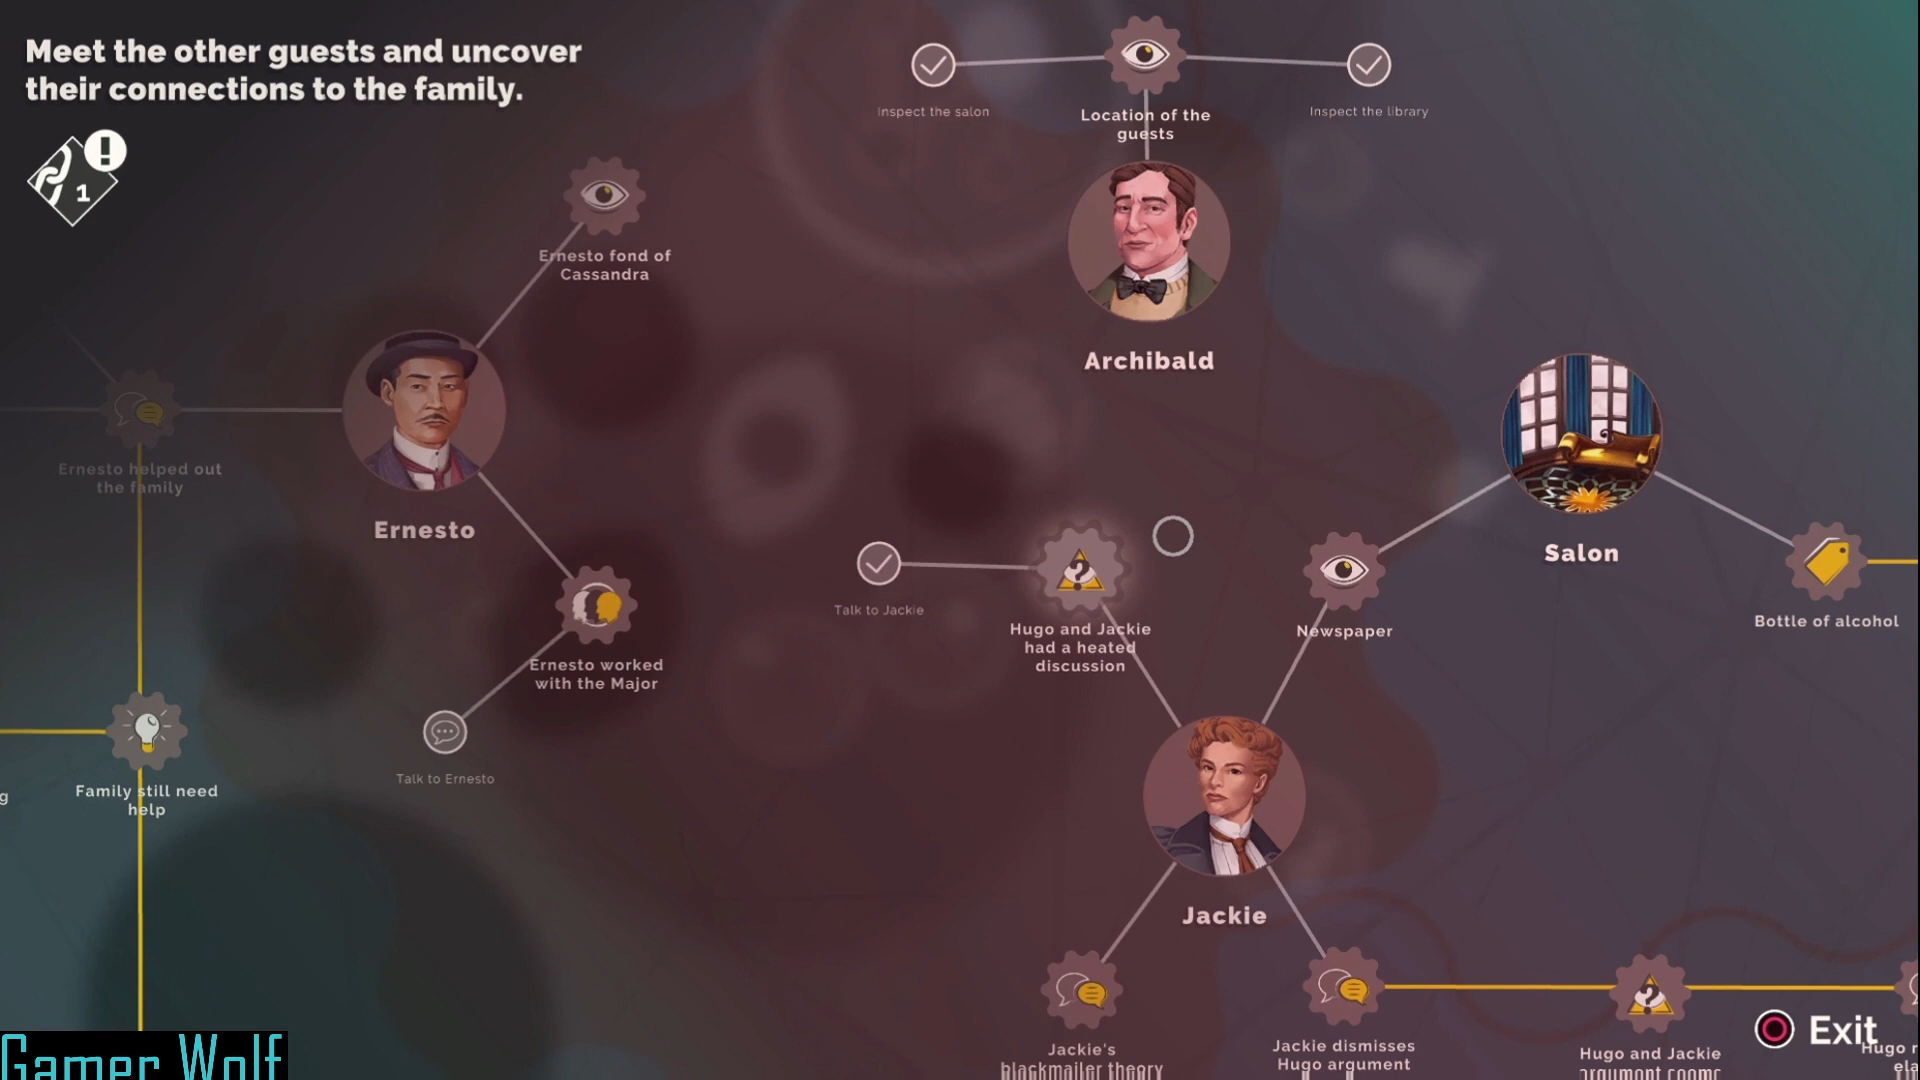 Meet the other guests and uncover
their connections to the family.
!
1
Inspect the salon
Location of the
guests
Inspect the library
Ernesto fond of
Cassandra
Archibald
Ernesto helped out
the family
Ernesto
Salon
Talk to Jackie
Hugo and Jackie
had a heated
discussion
Newspaper
Bottle of alcohol
Ernesto worked
with the Major
Talk to Ernesto
g
Family still need
help
Jackie
Exit
Jackie's
blackmailer theory
Jackie dismisses
Hugo argument
Hugo and Jackie
Hugo r
ela
Gamer Wolf